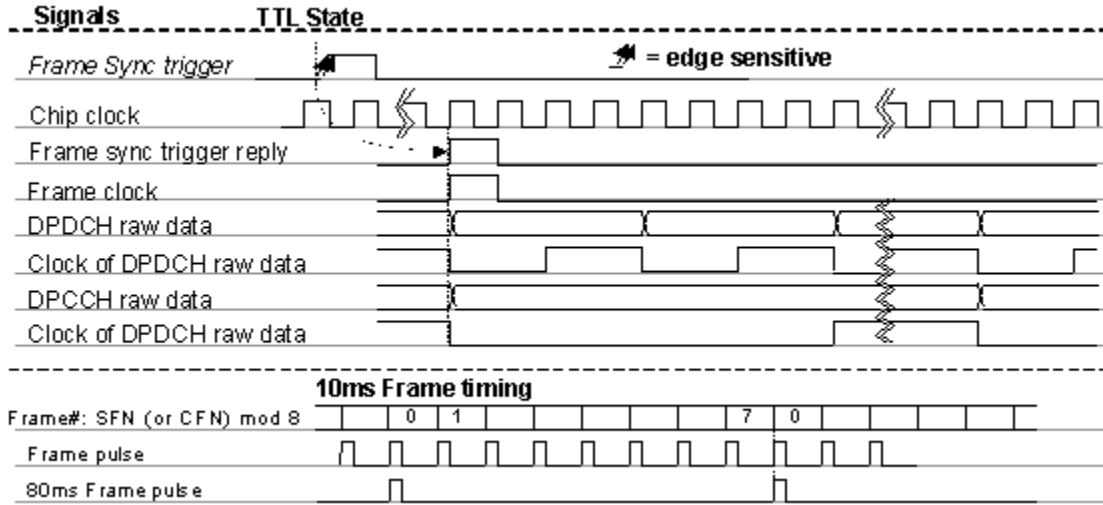 Signals TTL State
Frame Sync trigger = edge sensitive
Chip clock
Frame sync trigger reply
Frame clock
DPDCH raw data
Clock of DPDCH raw data
DPCCH raw data
Clock of DPDCH raw data
10ms Frame timing
Frame#: SFN (or CFN) mod 8 0 1 7 0
Frame pulse
80ms Frame pulse